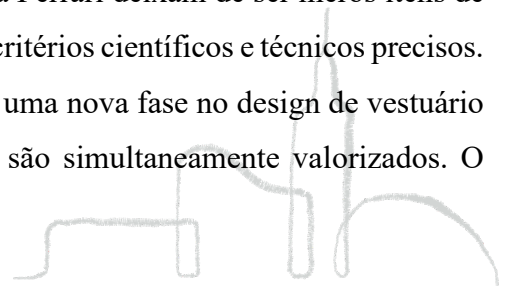 a Ferrari deixam de ser meros itens de
critérios científicos e técnicos precisos.
uma nova fase no design de vestuário
são simultaneamente valorizados. O